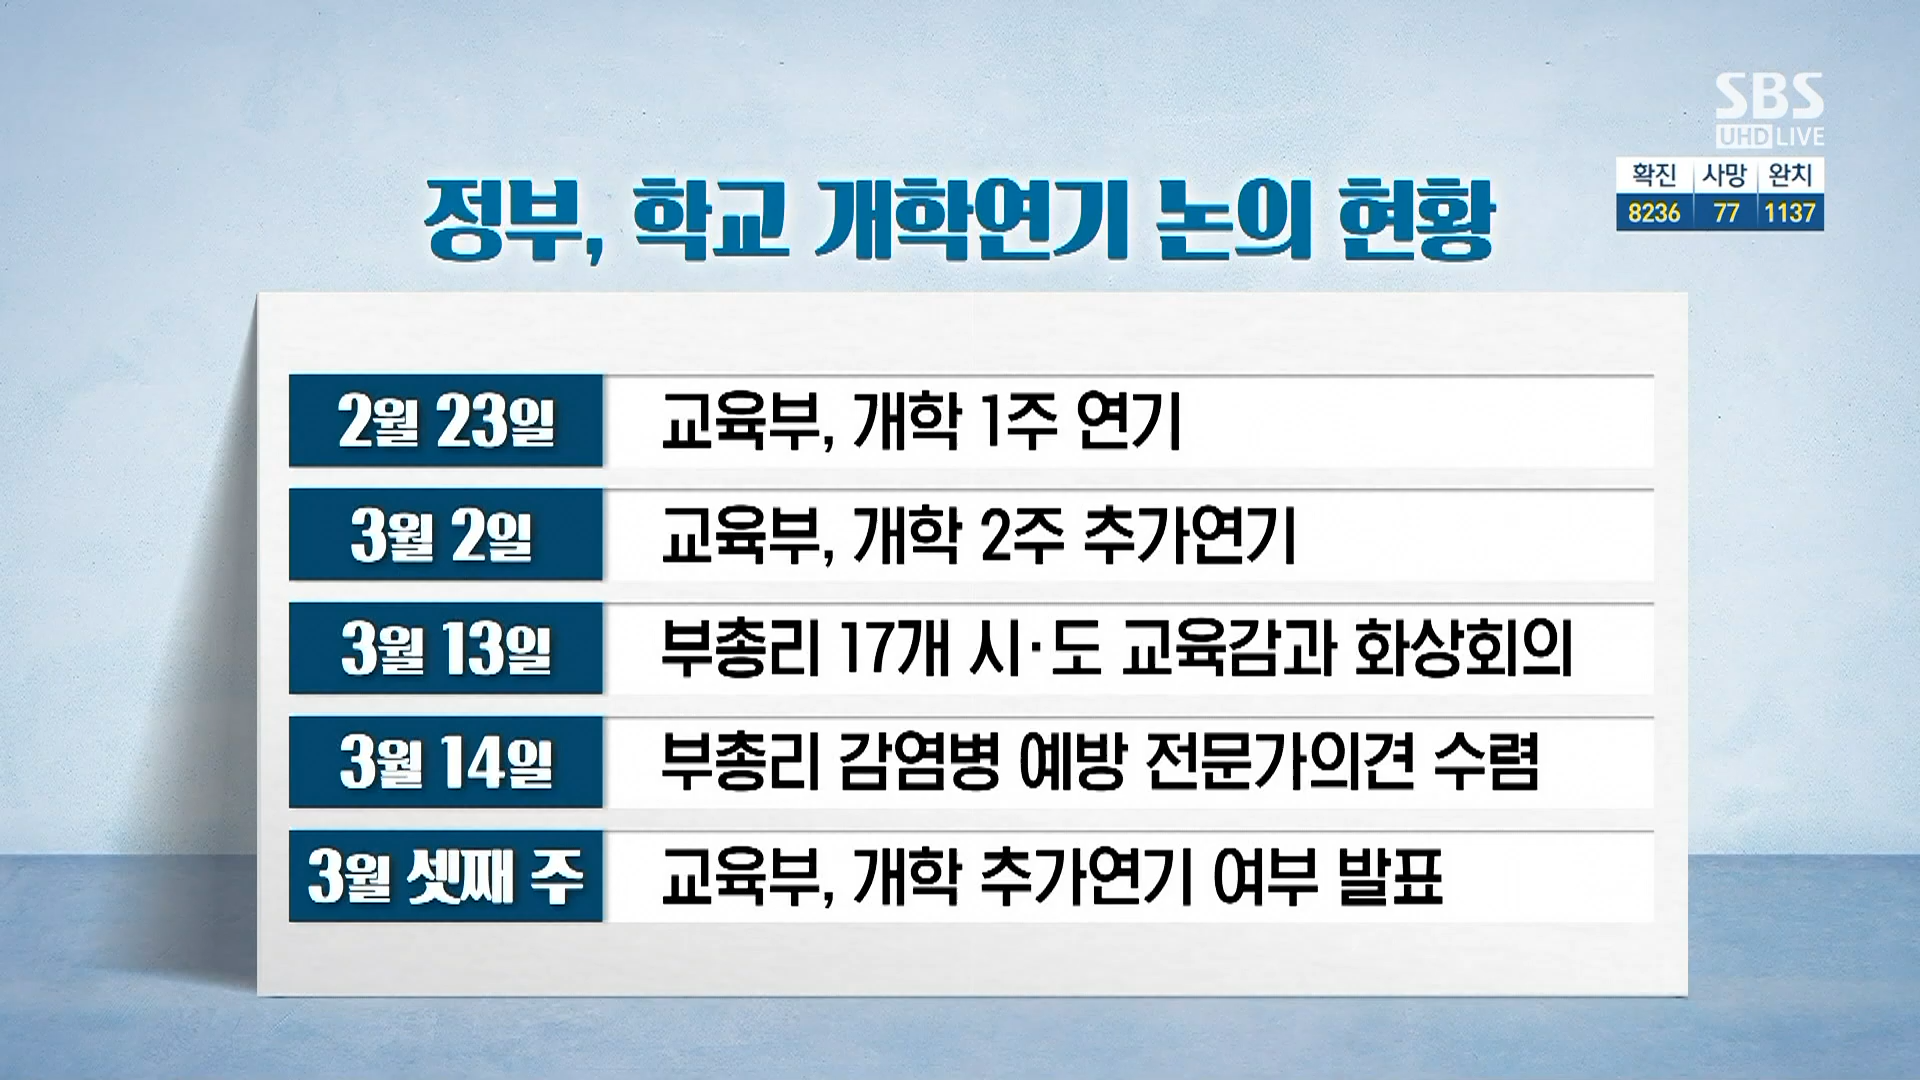 SBS
UHD LIVE
확진 사망 완치
8236 77 1137
정부, 학교 개학연기 논의 현황
2월 23일 교육부, 개학 1주 연기
3월 2일 교육부, 개학 2주 추가연기
3월 13일 부총리 17개 시·도 교육감과 화상회의
3월 14일 부총리 감염병 예방 전문가의견 수렴
3월 셋째 주 교육부, 개학 추가연기 여부 발표